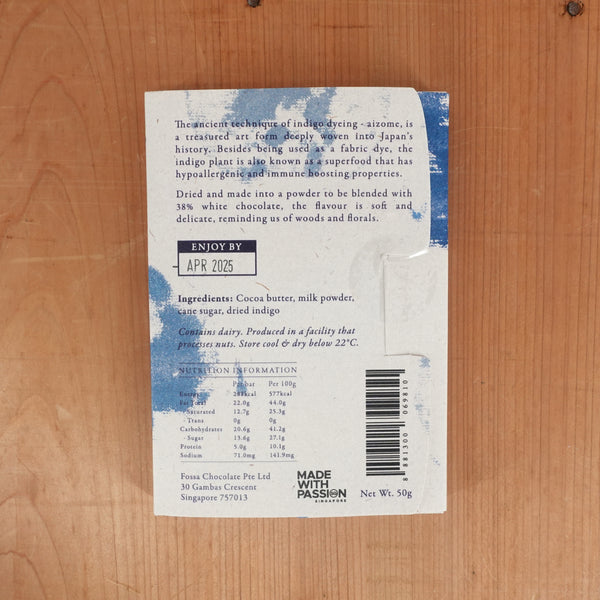 The ancient technique of indigo dyeing - aizome, is
a treasured art form deeply woven into Japan's
history. Besides being used as a fabric dye, the
indigo plant is also known as a superfood that has
hypoallergenic and immune boosting properties.
Dried and made into a powder to be blended with
38% white chocolate, the flavour is soft and
delicate, reminding us of woods and florals.
ENJOY BY
APR 2025
Ingredients: Cocoa butter, milk powder,
cane sugar, dried indigo
Contains dairy. Produced in a facility that
processes nuts. Store cool & dry below 22°C.
NUTRITION INFORMATION
Per bat Per 100g
Energy 577kcal
Fat Total 22.0g 44.0g
- Saturated 12.7g 25.3g
- Trans 0g 0g
Carbohydrates 20.6g 41.2g
- Sugar 13.6g 27.1g
Protein 5.0g 10.1g
Sodium 71.0mg 141.9mg
Fossa Chocolate Pte Ltd
30 Gambas Crescent
Singapore 757013
MADE
WITH
PASSION
SINGAPORE
8 881300 069810
Net Wt. 50g